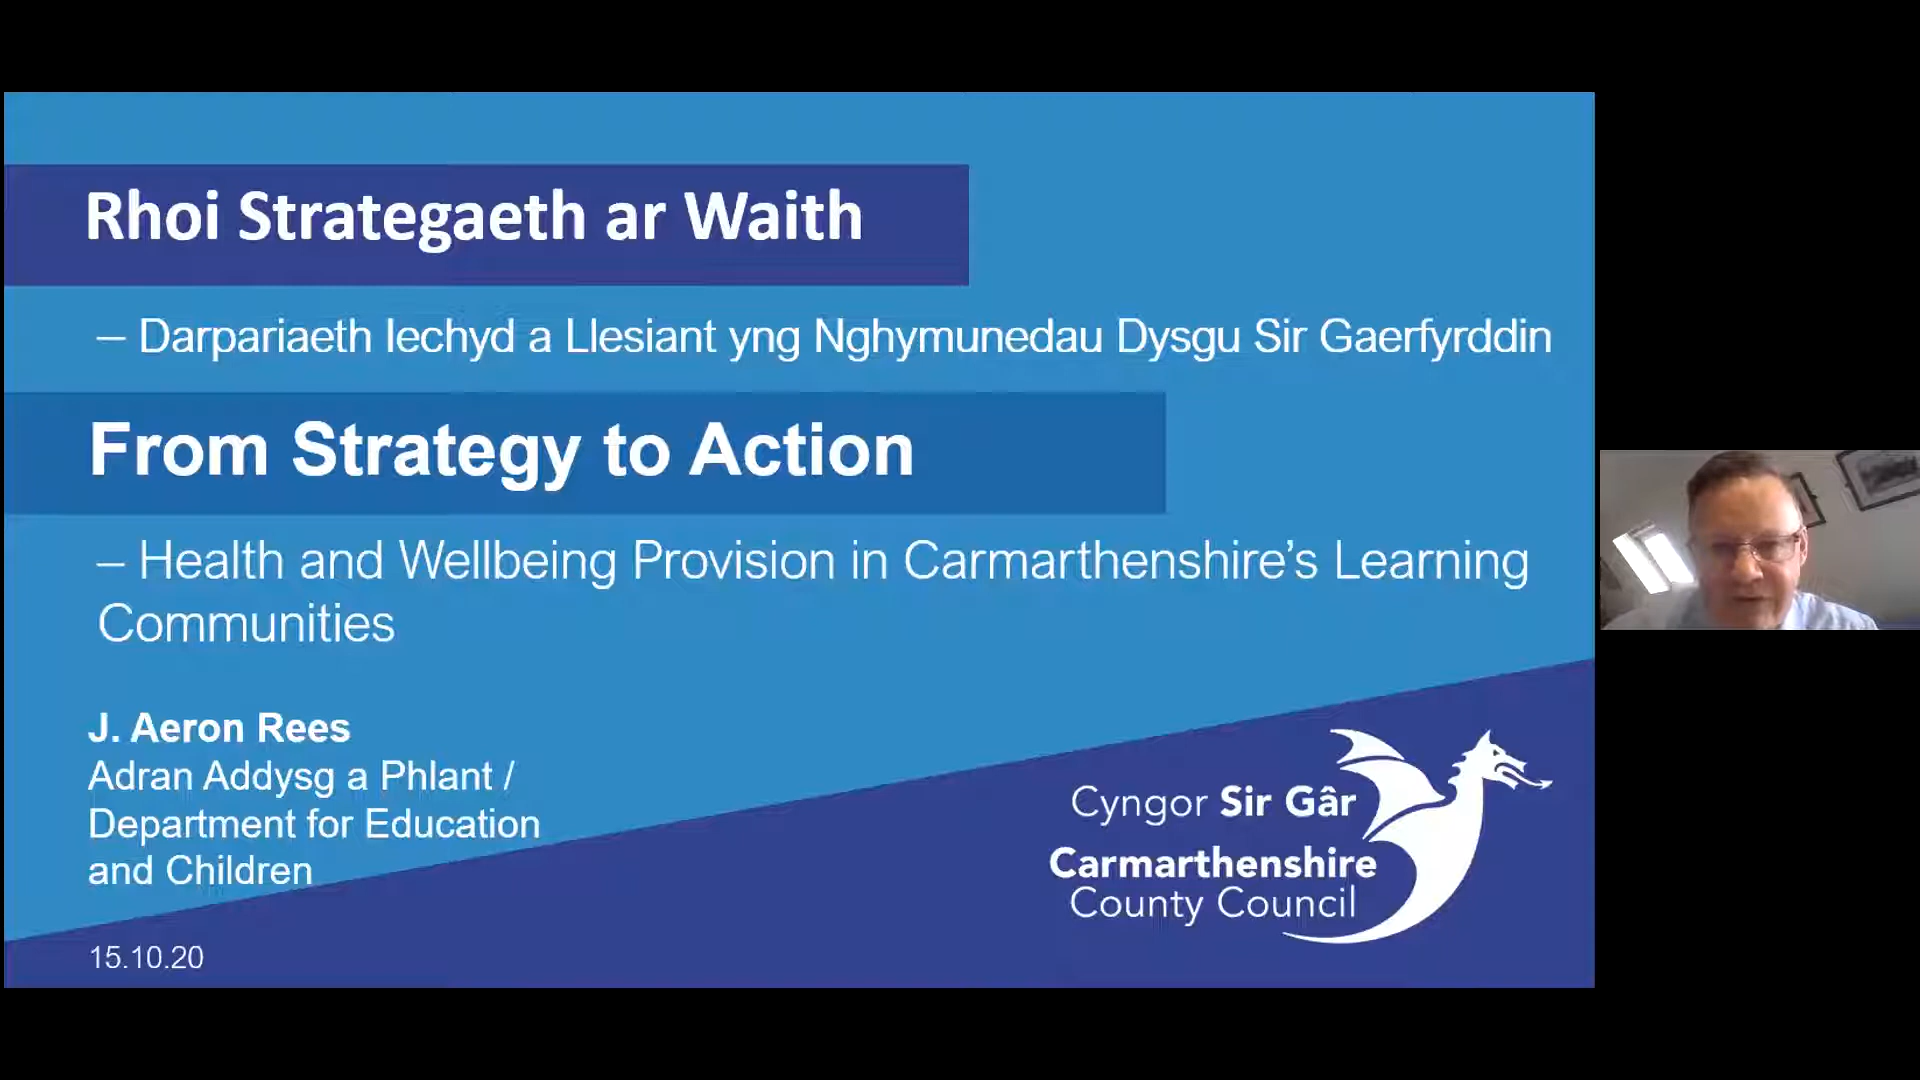 Rhoi Strategaeth ar Waith
– Darpariaeth Iechyd a Llesiant yng Nghymunedau Dysgu Sir Gaerfyrddin
From Strategy to Action
– Health and Wellbeing Provision in Carmarthenshire’s Learning
Communities
J. Aeron Rees
Adran Addysg a Phlant /
Department for Education
and Children
15.10.20
Cyngor Sir Gâr
Carmarthenshire
County Council